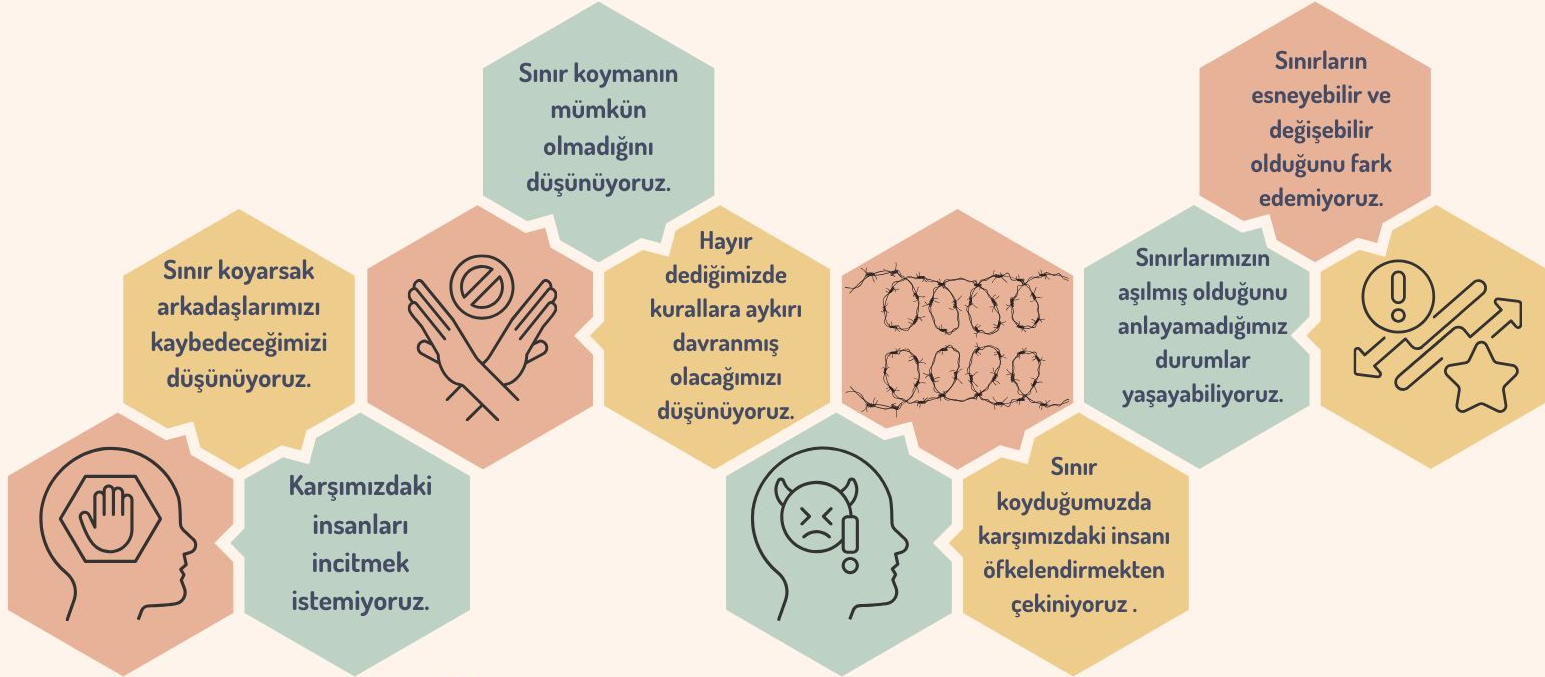 Sınır koyarsak
arkadaşlarımızı
kaybedeceğimizi
düşünüyoruz.
Karşımızdaki
insanları
incitmek
istemiyoruz.
Sınır koymanın
mümkün
olmadığını
düşünüyoruz.
Hayır
dediğimizde
kurallara aykırı
davranmış
olacağımızı
düşünüyoruz.
Sınır
koyduğumuzda
karşımızdaki insanı
öfkelendirmekten
çekiniyoruz .
Sınırlarımızın
aşılmış olduğunu
anlayamadığımız
durumlar
yaşayabiliyoruz.
Sınırların
esneyebilir ve
değişebilir
olduğunu fark
edemiyoruz.